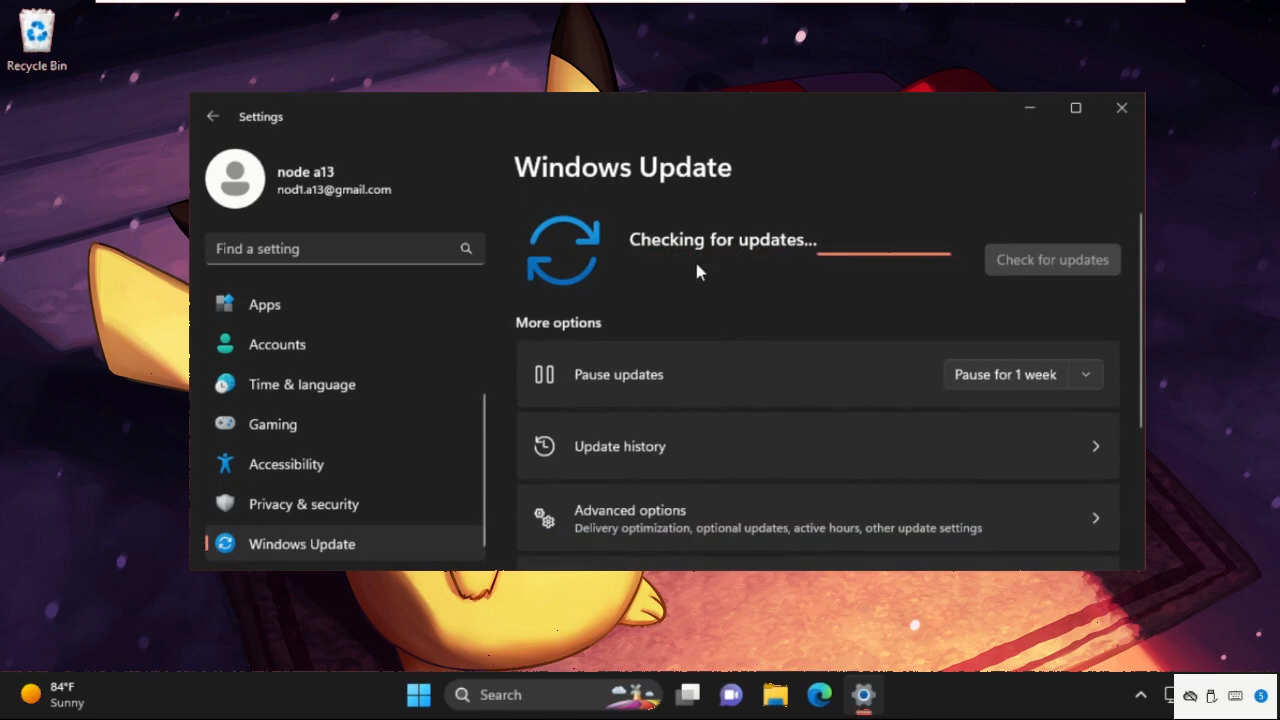 Recycle Bin
Settings
node a13
nod1.a13@gmail.com
Find a setting
Apps
Accounts
Time & language
Gaming
Accessibility
Privacy & security
Windows Update
Windows Update
Checking for updates...
Check for updates
More options
Pause updates
Pause for 1 week
Update history
Advanced options
Delivery optimization, optional updates, active hours, other update settings
84°F
Sunny
Search
5